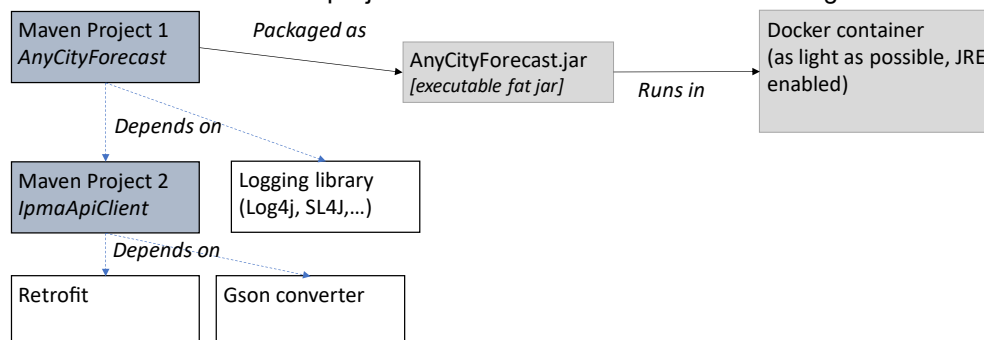 Maven Project 1
AnyCityForecast
Packaged as
AnyCityForecast.jar
[executable fat jar]
Runs in
Docker container
(as light as possible, JRE
enabled)
Depends on
Maven Project 2
IpmaApiClient
Logging library
(Log4j, SL4J,…)
Depends on
Retrofit
Gson converter